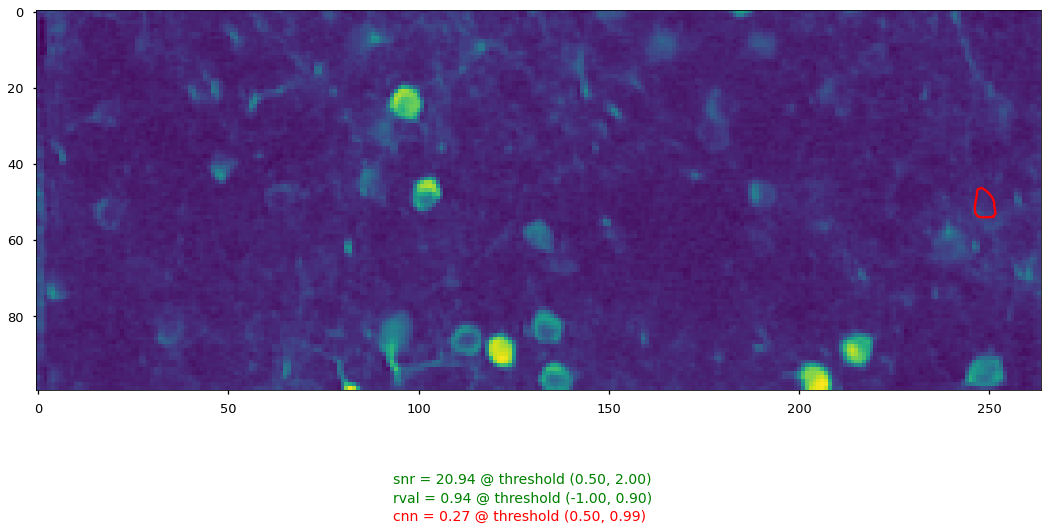 0
20
40
60
80
0 50 100 150 200 250
snr = 20.94 @ threshold (0.50, 2.00)
rval = 0.94 @ threshold (-1.00, 0.90)
cnn = 0.27 @ threshold (0.50, 0.99)